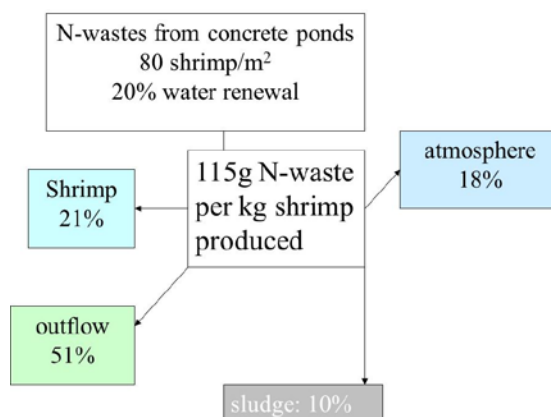 N-wastes from concrete ponds
80 shrimp/m²
20% water renewal
115g N-waste
per kg shrimp
produced
atmosphere
18%
Shrimp
21%
outflow
51%
sludge: 10%